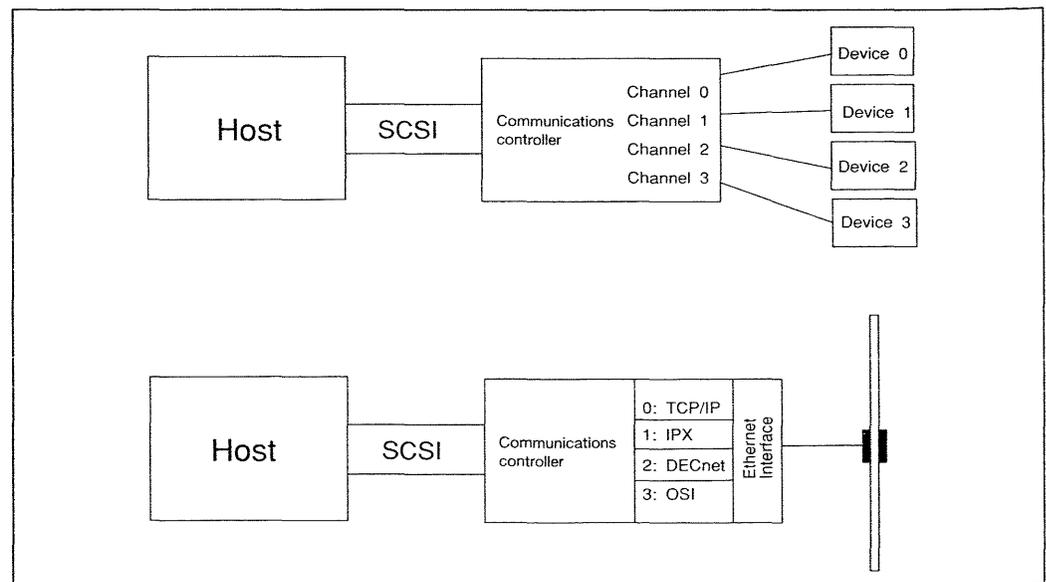 Host
SCSI
Communications
controller
Channel 0
Channel 1
Channel 2
Channel 3
Device 0
Device 1
Device 2
Device 3
Host
SCSI
Communications
controller
0: TCP/IP
1: IPX
2: DECnet
3: OSI
Ethernet
Interface